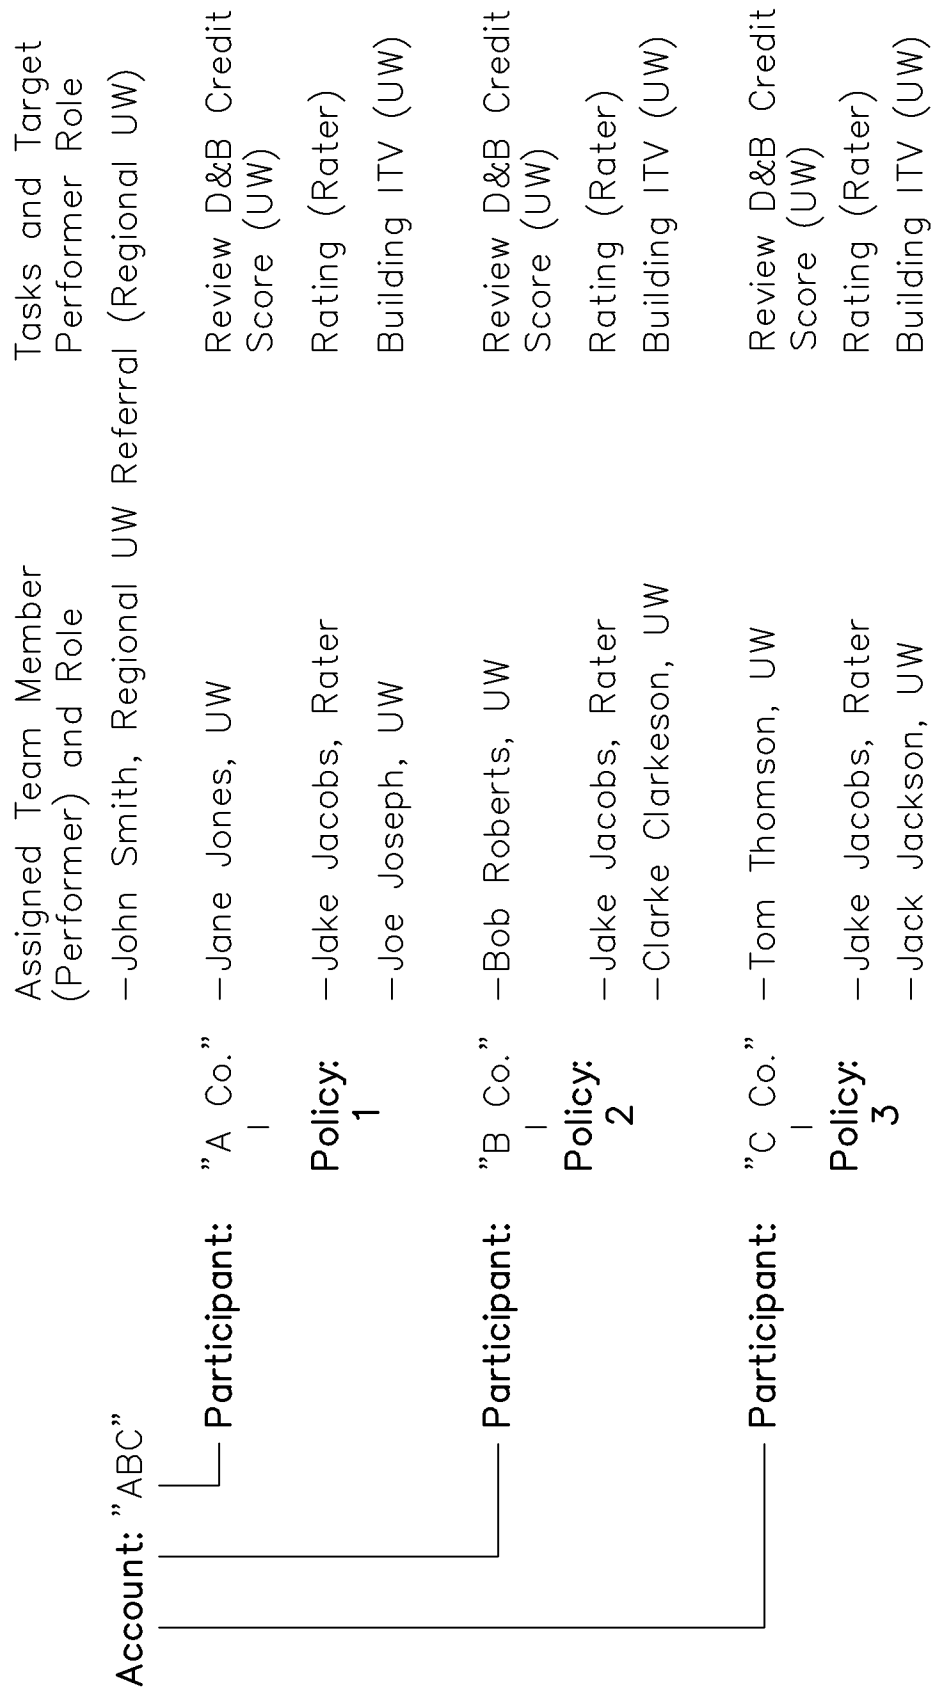 Assigned Team Member
(Performer) and Role
Tasks and Target
Performer Role
Account: "ABC"
—John Smith, Regional UW Referral (Regional UW)
Participant: "A Co." —Jane Jones, UW Review D&B Credit
Score (UW)
Policy: —Jake Jacobs, Rater Rating (Rater)
1
—Joe Joseph, UW Building ITV (UW)
Participant: "B Co." —Bob Roberts, UW Review D&B Credit
Score (UW)
Policy: —Jake Jacobs, Rater Rating (Rater)
2
—Clarke Clarkeson, UW Building ITV (UW)
Participant: "C Co." —Tom Thomson, UW Review D&B Credit
Score (UW)
Policy: —Jake Jacobs, Rater Rating (Rater)
3
—Jack Jackson, UW Building ITV (UW)